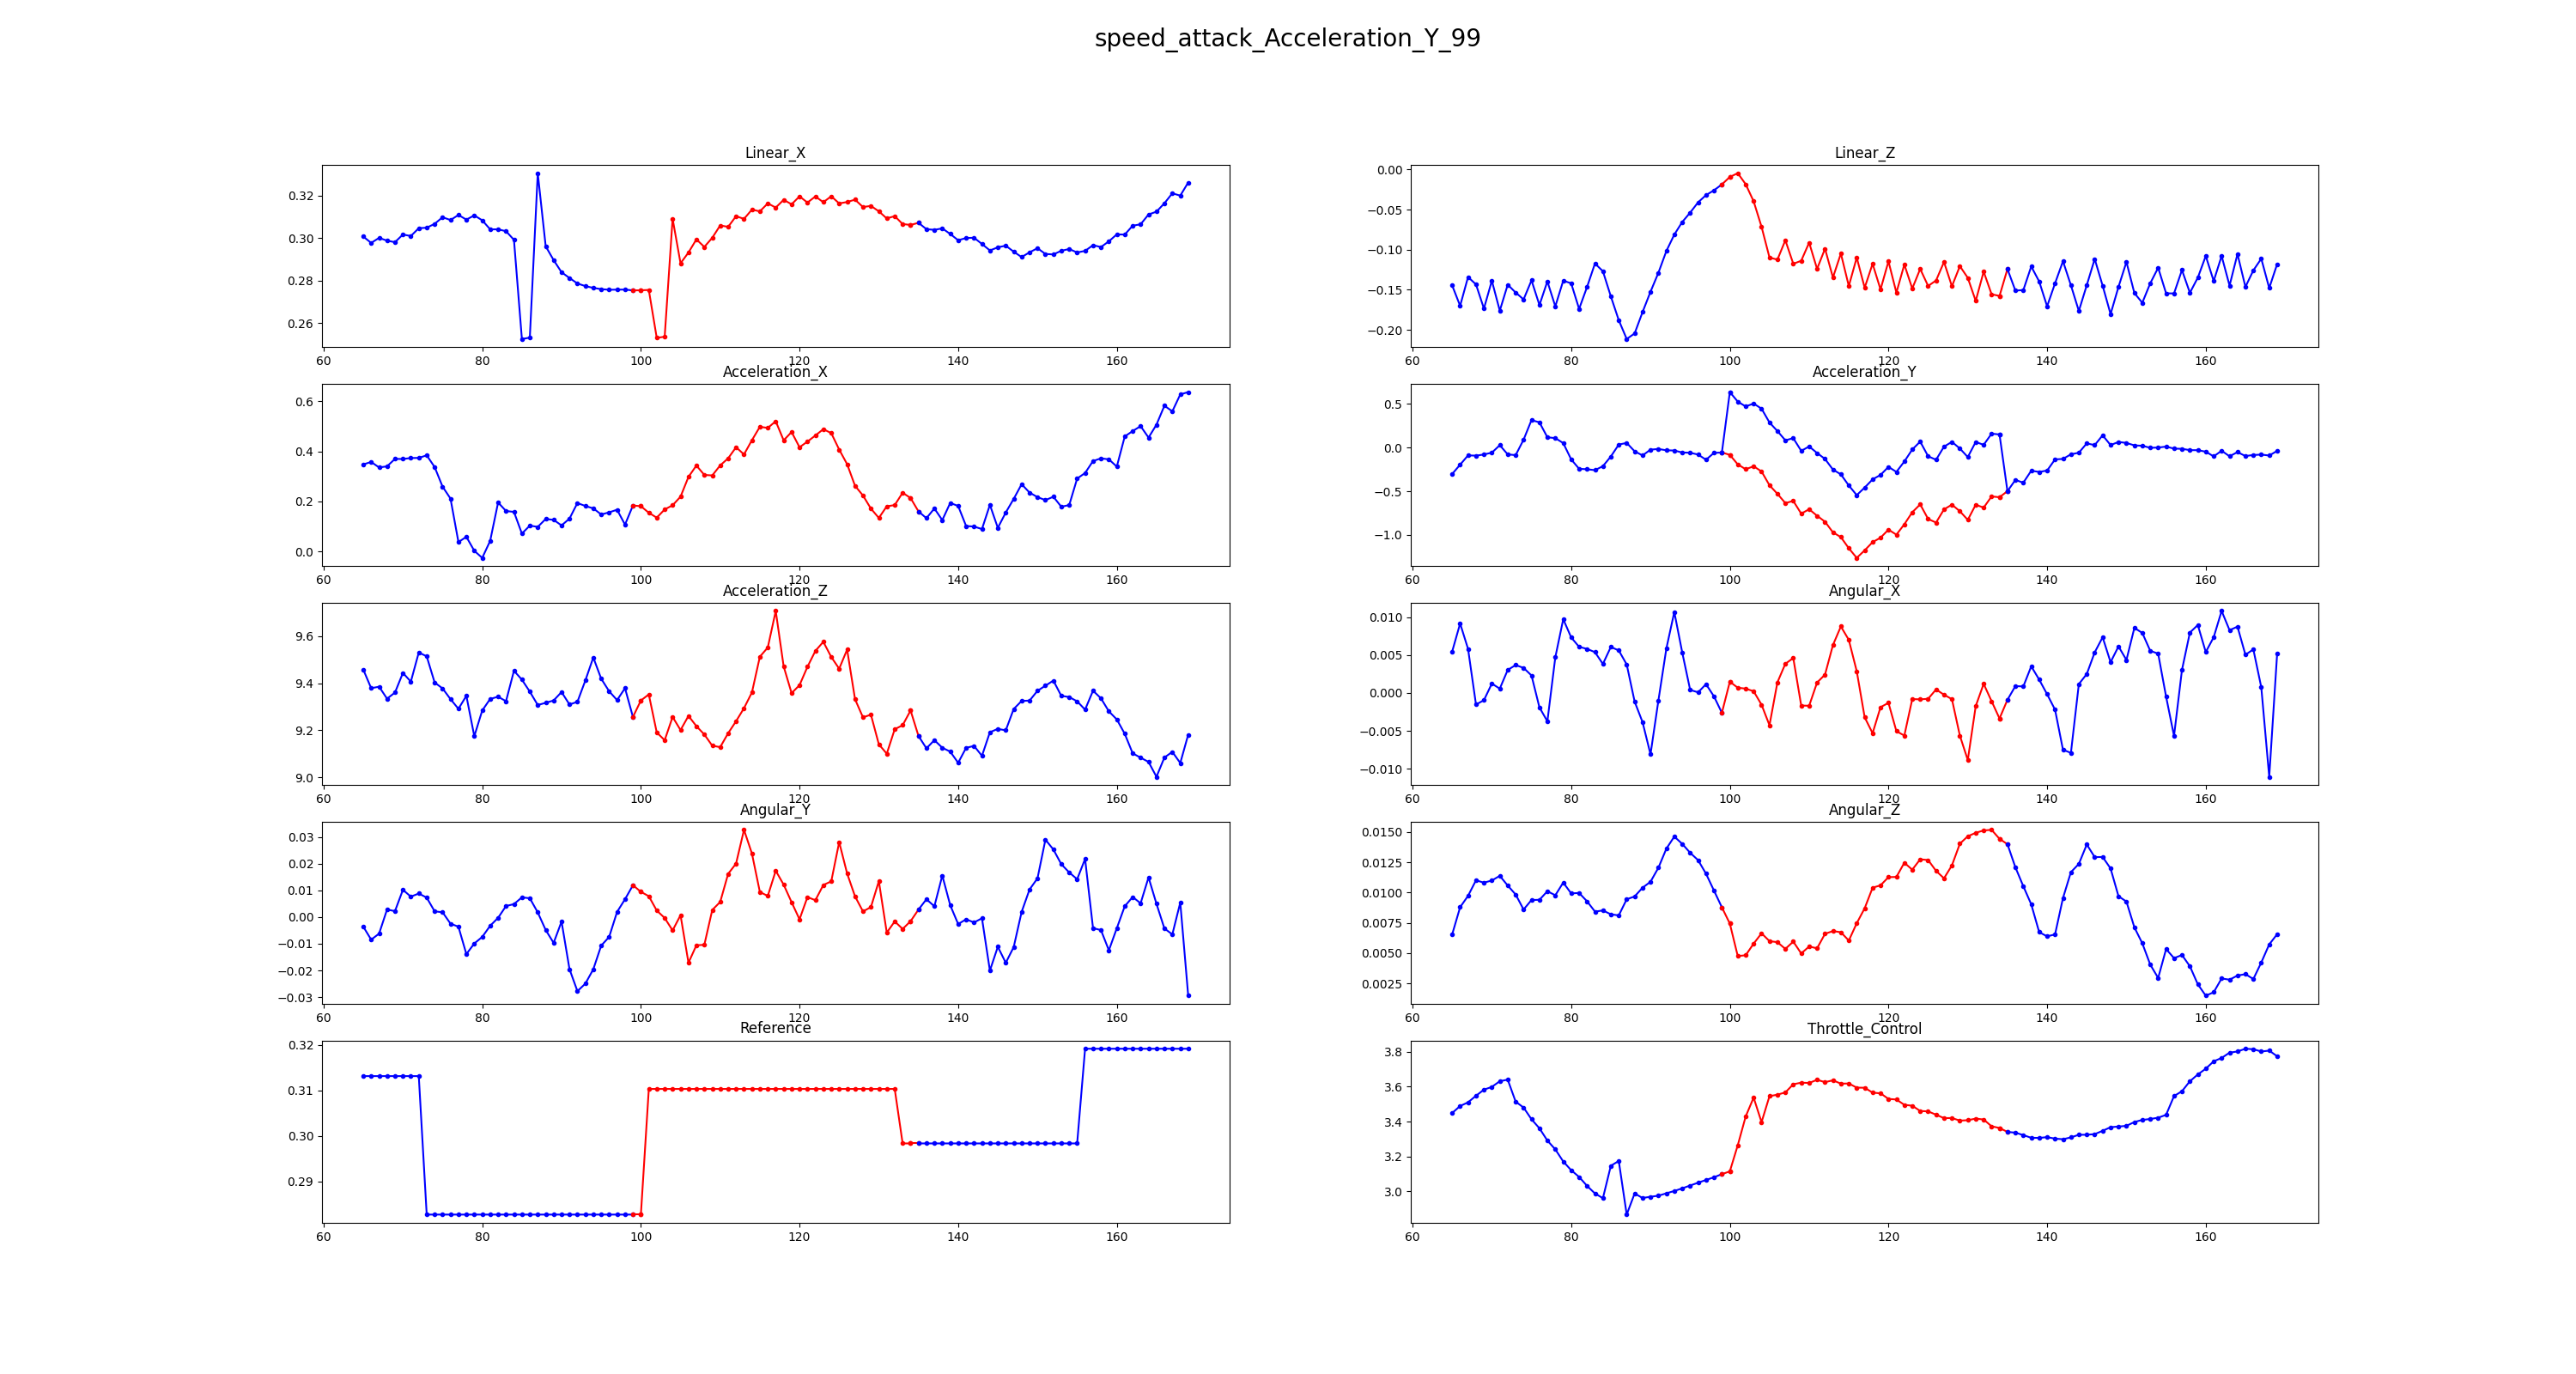 speed_attack_Acceleration_Y_99
Linear_X
0.32
0.30
0.28
0.26
60 80 100 120 140 160
Linear_Z
0.00
−0.05
−0.10
−0.15
−0.20
60 80 100 120 140 160
Acceleration_X
0.6
0.4
0.2
0.0
60 80 100 120 140 160
Acceleration_Y
0.5
0.0
−0.5
−1.0
60 80 100 120 140 160
Acceleration_Z
9.6
9.4
9.2
9.0
60 80 100 120 140 160
Angular_X
0.010
0.005
0.000
−0.005
−0.010
60 80 100 120 140 160
Angular_Y
0.03
0.02
0.01
0.00
−0.01
−0.02
−0.03
60 80 100 120 140 160
Angular_Z
0.0150
0.0125
0.0100
0.0075
0.0050
0.0025
60 80 100 120 140 160
Reference
0.32
0.31
0.30
0.29
60 80 100 120 140 160
Throttle_Control
3.8
3.6
3.4
3.2
3.0
60 80 100 120 140 160